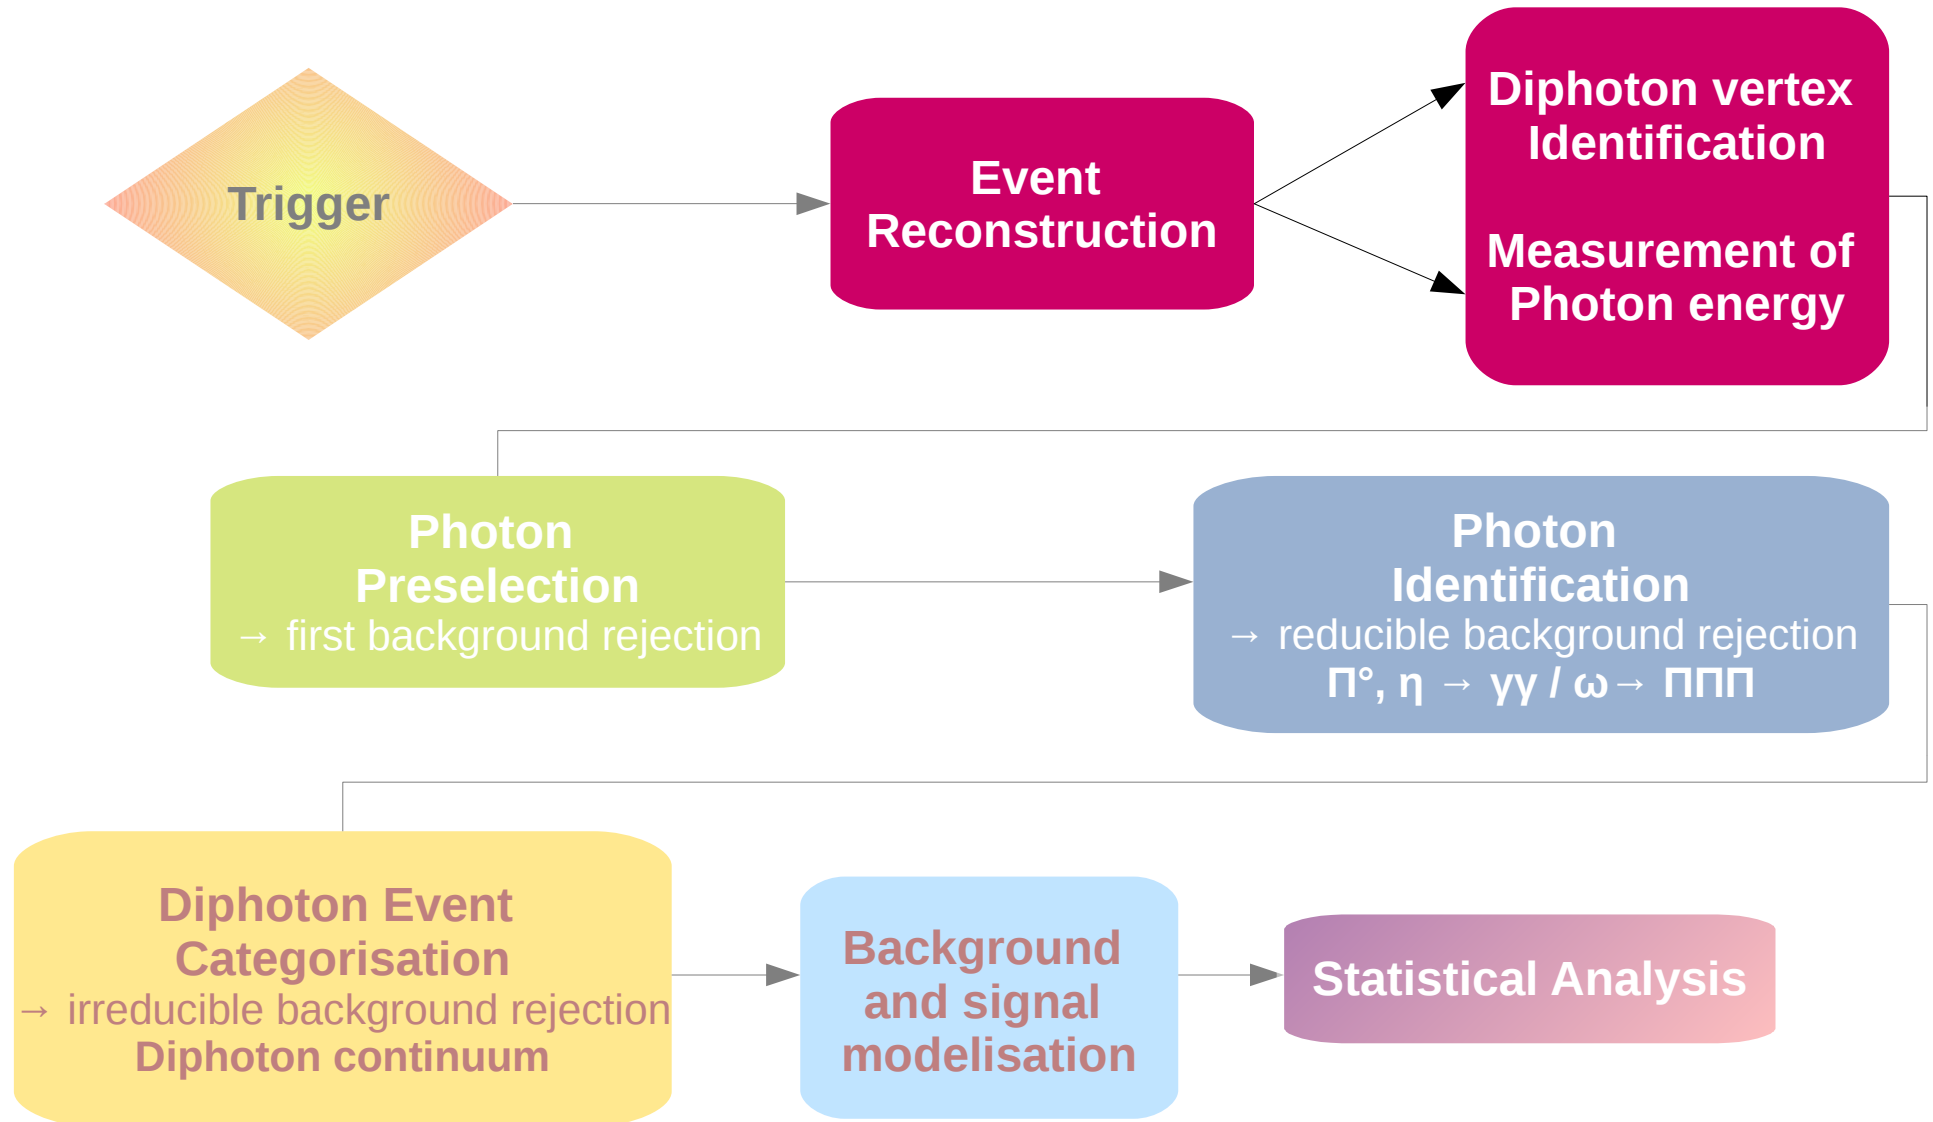 Trigger
Event
Reconstruction
Diphoton vertex
Identification
Measurement of
Photon energy
Photon
Preselection
→ first background rejection
Photon
Identification
→ reducible background rejection
Π°, η → γγ / ω→ ΠΠΠ
Diphoton Event
Categorisation
→ irreducible background rejection
Diphoton continuum
Background
and signal
modelisation
Statistical Analysis